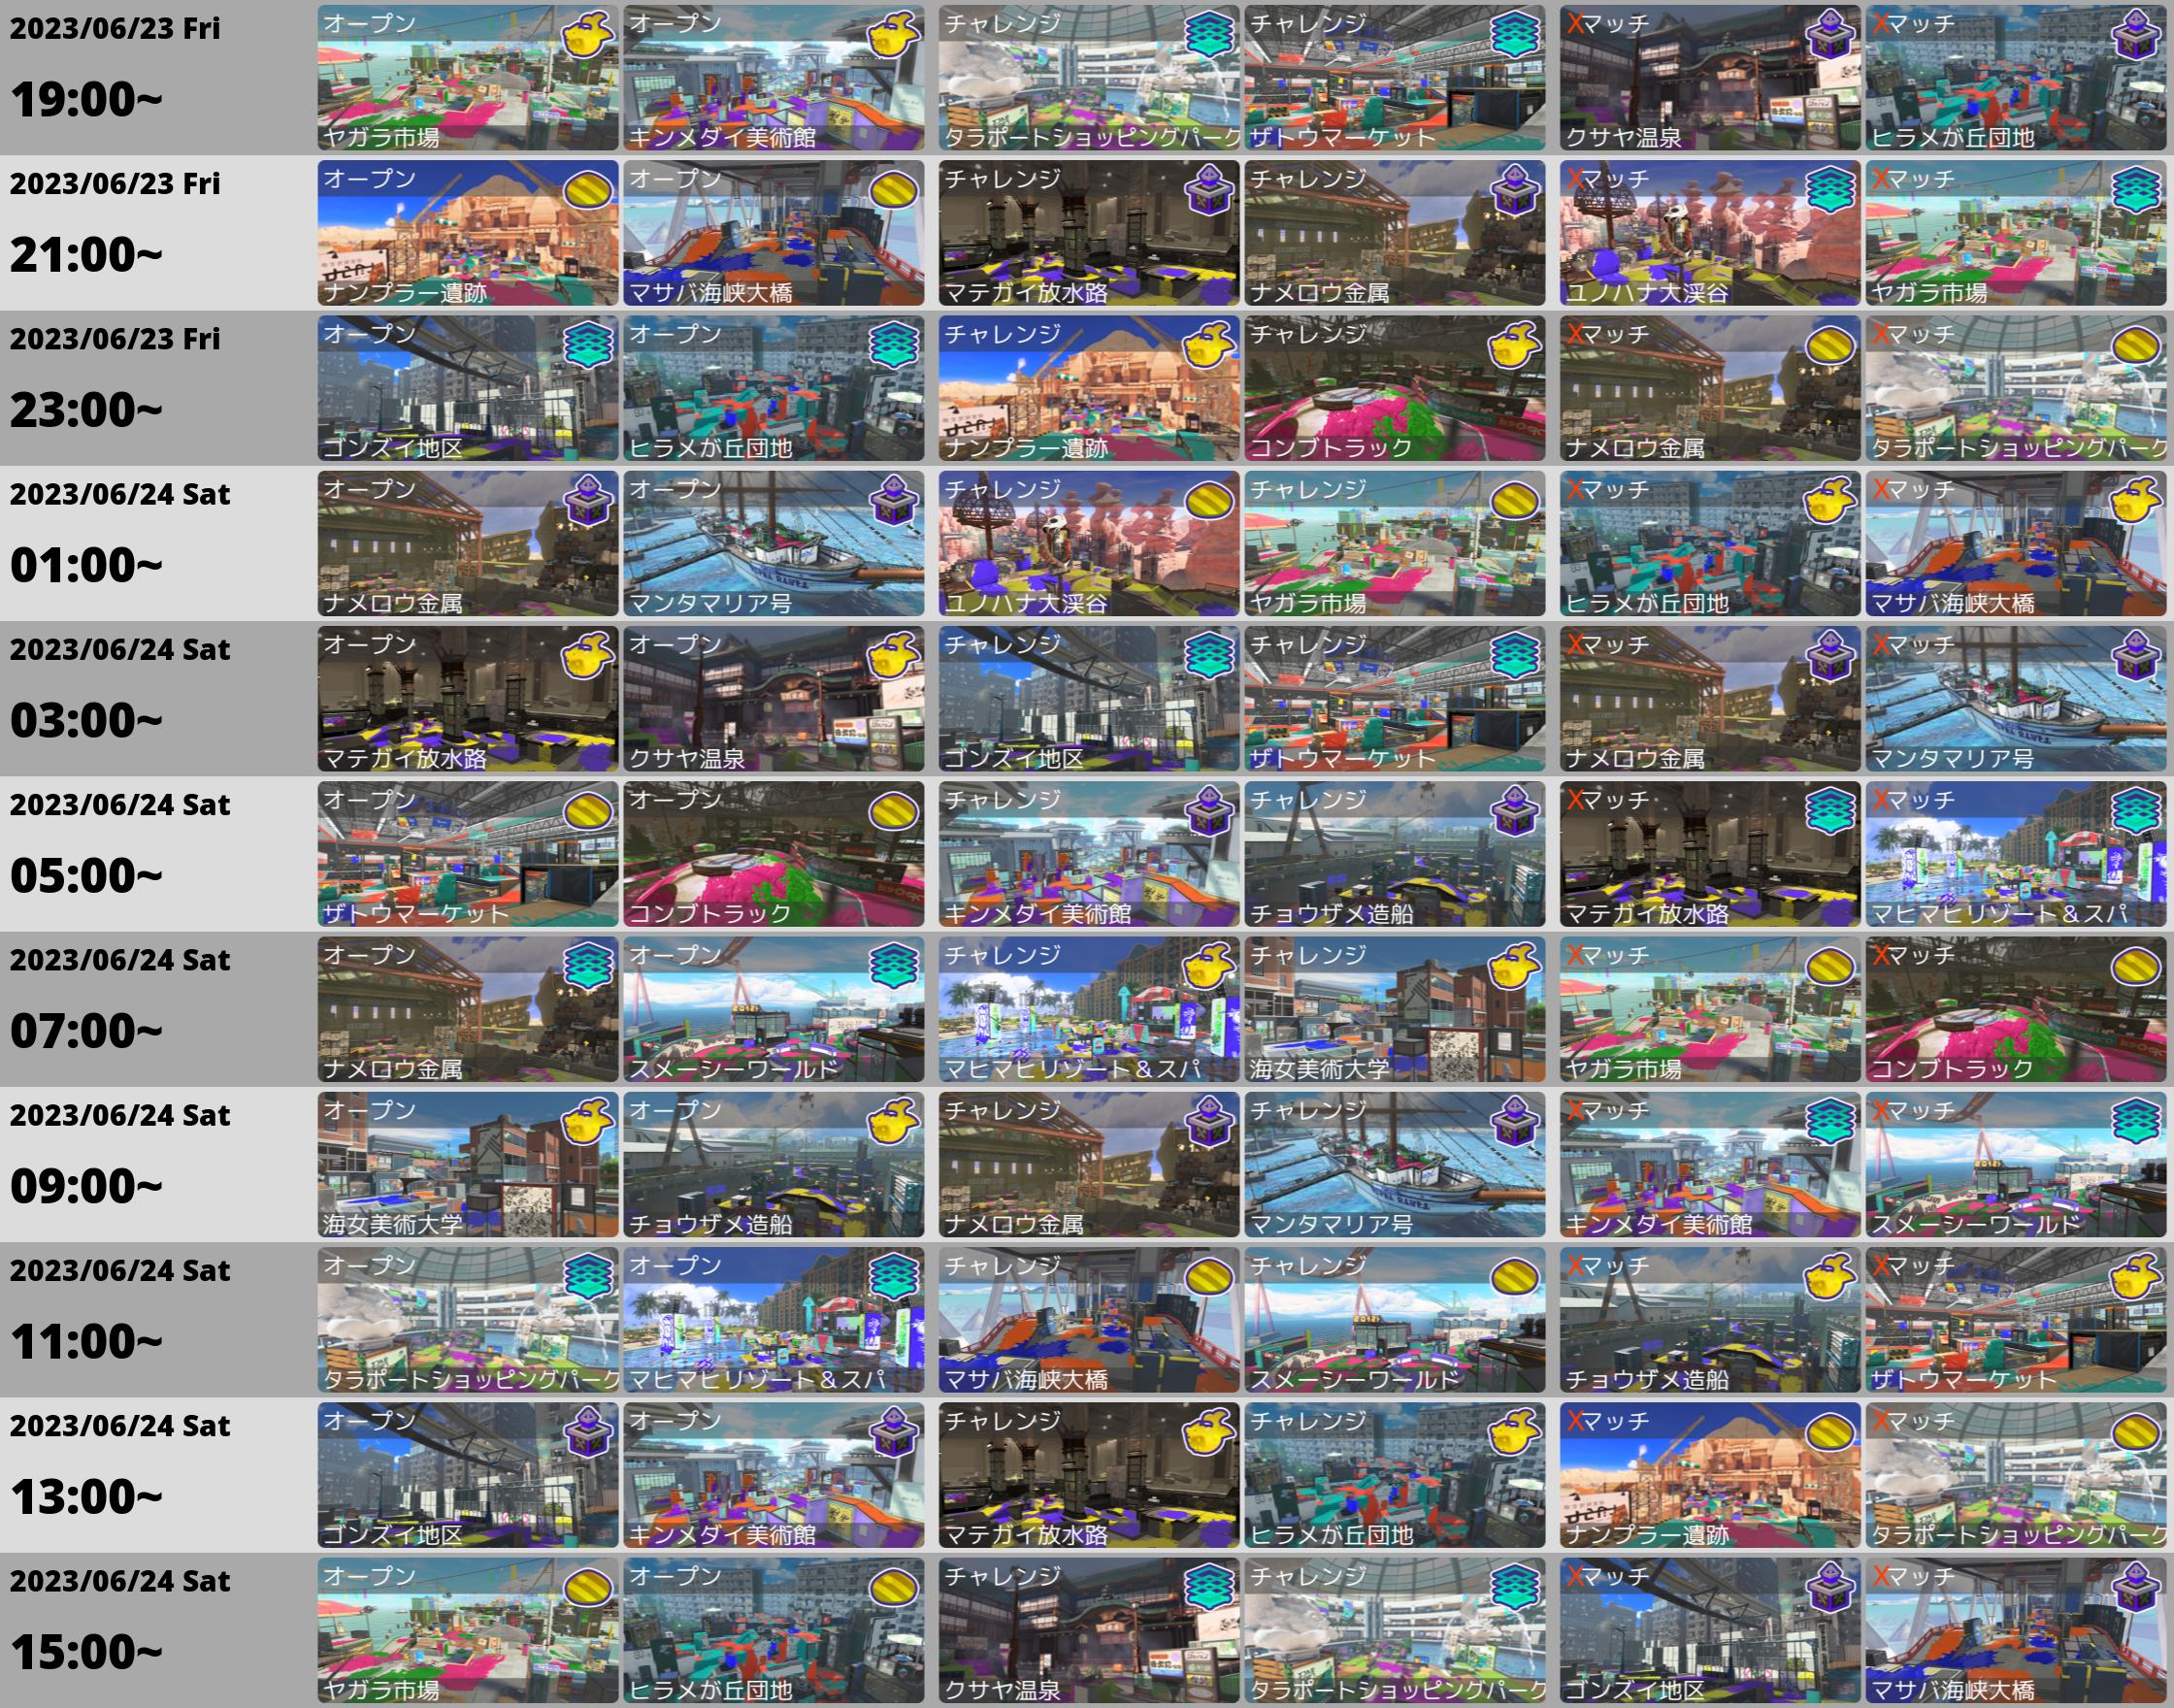 2023/06/23 Fri
19:00~
オープン オープン チャレンジ チャレンジ Xマッチ Xマッチ
ヤガラ市場 キンメダイ美術館 タラポートショッピングパーク ザトウマーケット クサヤ温泉 ヒラメが丘団地
2023/06/23 Fri
21:00~
オープン オープン チャレンジ チャレンジ Xマッチ Xマッチ
ナンプラー遺跡 マサバ海峡大橋 マテガイ放水路 ナメロウ金属 ユノハナ大渓谷 ヤガラ市場
2023/06/23 Fri
23:00~
オープン オープン チャレンジ チャレンジ Xマッチ Xマッチ
ゴンズイ地区 ヒラメが丘団地 ナンプラー遺跡 コンブトラック ナメロウ金属 タラポートショッピングパーク
2023/06/24 Sat
01:00~
オープン オープン チャレンジ チャレンジ Xマッチ Xマッチ
ナメロウ金属 マンタマリア号 ユノハナ大渓谷 ヤガラ市場 ヒラメが丘団地 マサバ海峡大橋
2023/06/24 Sat
03:00~
オープン オープン チャレンジ チャレンジ Xマッチ Xマッチ
マテガイ放水路 クサヤ温泉 ゴンズイ地区 ザトウマーケット ナメロウ金属 マンタマリア号
2023/06/24 Sat
05:00~
オープン オープン チャレンジ チャレンジ Xマッチ Xマッチ
ザトウマーケット コンブトラック キンメダイ美術館 チョウザメ造船 マテガイ放水路 マヒマヒリゾート＆スパ
2023/06/24 Sat
07:00~
オープン オープン チャレンジ チャレンジ Xマッチ Xマッチ
ナメロウ金属 スメーシーワールド マヒマヒリゾート＆スパ 海女美術大学 ヤガラ市場 コンブトラック
2023/06/24 Sat
09:00~
オープン オープン チャレンジ チャレンジ Xマッチ Xマッチ
海女美術大学 チョウザメ造船 ナメロウ金属 マンタマリア号 キンメダイ美術館 スメーシーワールド
2023/06/24 Sat
11:00~
オープン オープン チャレンジ チャレンジ Xマッチ Xマッチ
タラポートショッピングパーク マヒマヒリゾート＆スパ マサバ海峡大橋 スメーシーワールド チョウザメ造船 ザトウマーケット
2023/06/24 Sat
13:00~
オープン オープン チャレンジ チャレンジ Xマッチ Xマッチ
ゴンズイ地区 キンメダイ美術館 マテガイ放水路 ヒラメが丘団地 ナンプラー遺跡 タラポートショッピングパーク
2023/06/24 Sat
15:00~
オープン オープン チャレンジ チャレンジ Xマッチ Xマッチ
ヤガラ市場 ヒラメが丘団地 クサヤ温泉 タラポートショッピングパーク ゴンズイ地区 マサバ海峡大橋